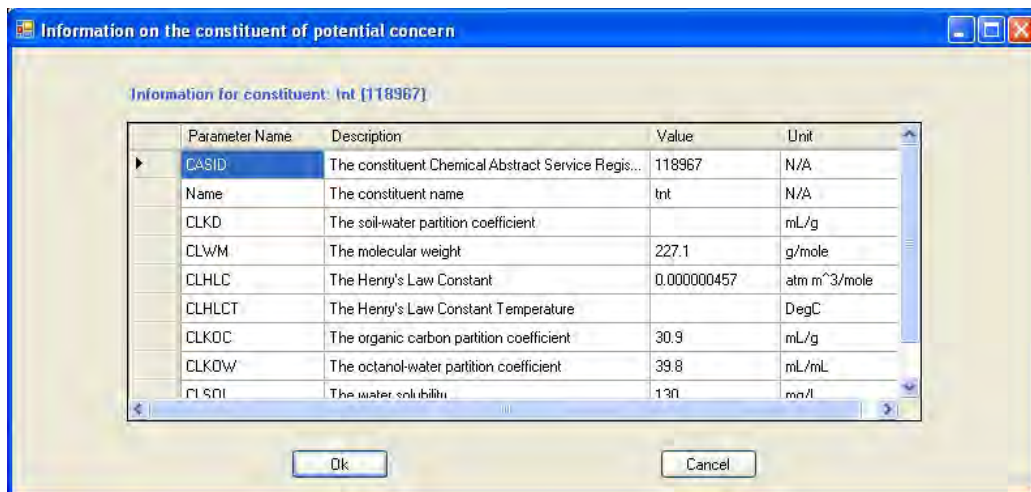 Information on the constituent of potential concern
Information for constituent: tnt (118967)
Parameter Name Description Value Unit
CASID The constituent Chemical Abstract Service Regis... 118967 N/A
Name The constituent name tnt N/A
CLKD The soil-water partition coefficient mL/g
CLWM The molecular weight 227.1 g/mole
CLHLC The Henry's Law Constant 0.000000457 atm m^3/mole
CLHLCT The Henry's Law Constant Temperature DegC
CLKOC The organic carbon partition coefficient 30.9 mL/g
CLKOW The octanol-water partition coefficient 39.8 mL/mL
CLSOL The water solubility 130 mg/L
Ok Cancel